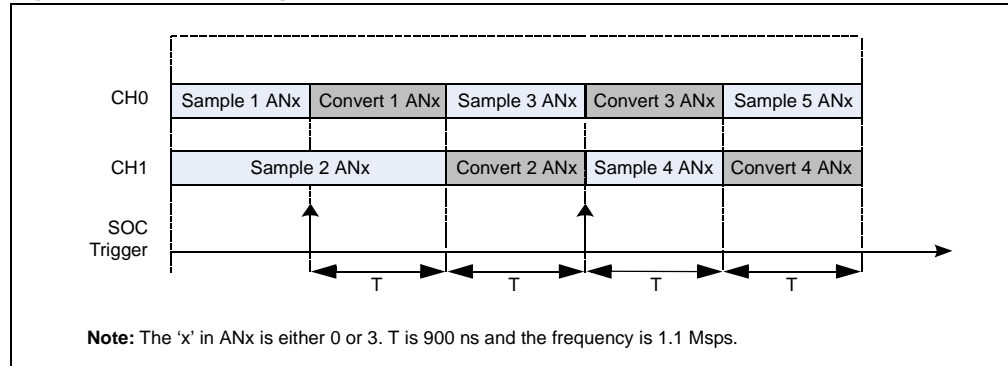 CH0
Sample 1 ANx Convert 1 ANx Sample 3 ANx Convert 3 ANx Sample 5 ANx
CH1
Sample 2 ANx Convert 2 ANx Sample 4 ANx Convert 4 ANx
SOC
Trigger
T T T T
Note: The ‘x’ in ANx is either 0 or 3. T is 900 ns and the frequency is 1.1 Msps.